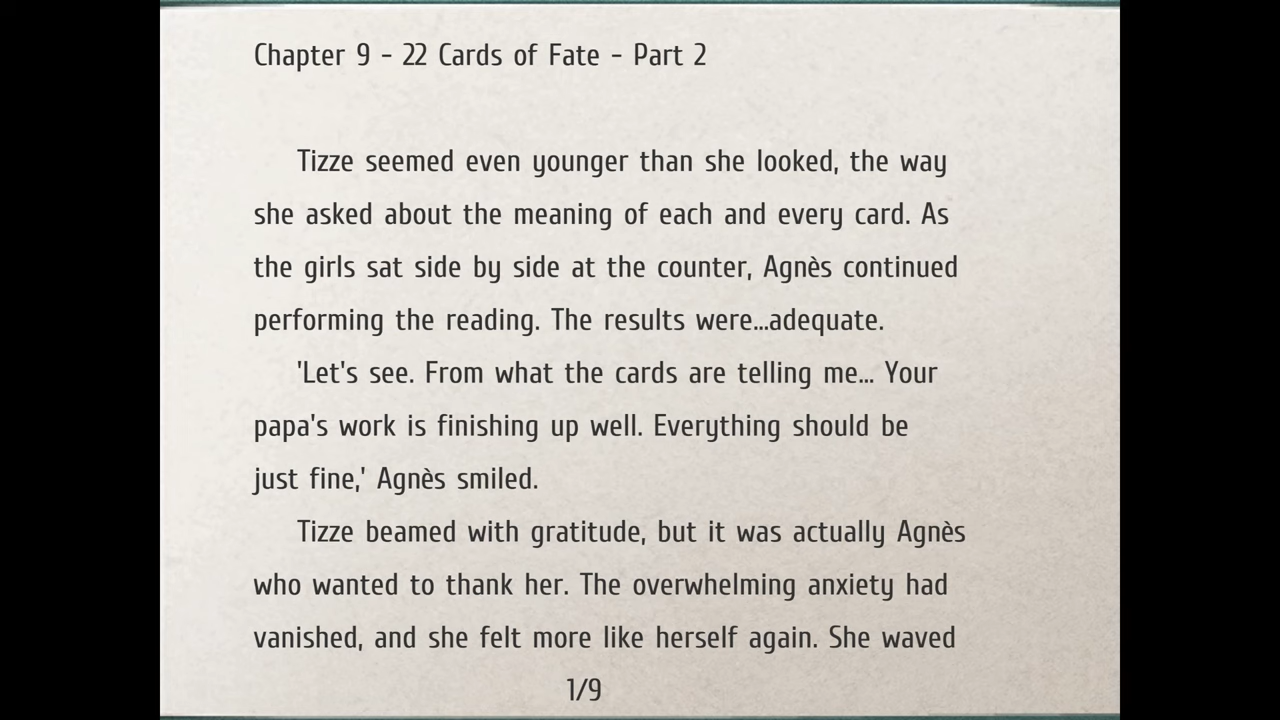 Chapter 9 - 22 Cards of Fate - Part 2
Tizze seemed even younger than she looked, the way
she asked about the meaning of each and every card. As
the girls sat side by side at the counter, Agnès continued
performing the reading. The results were...adequate.
'Let's see. From what the cards are telling me... Your
papa's work is finishing up well. Everything should be
just fine,' Agnès smiled.
Tizze beamed with gratitude, but it was actually Agnès
who wanted to thank her. The overwhelming anxiety had
vanished, and she felt more like herself again. She waved
1/9